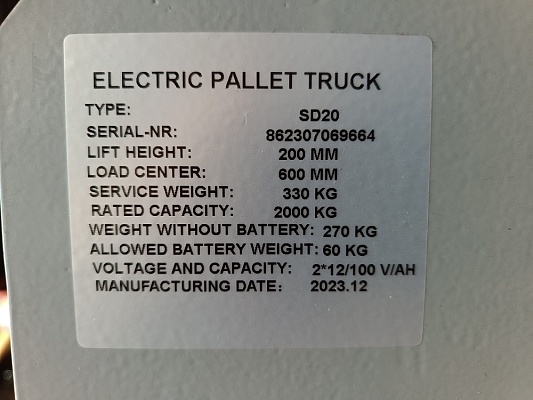 ELECTRIC PALLET TRUCK
TYPE: SD20
SERIAL-NR: 862307069664
LIFT HEIGHT: 200 MM
LOAD CENTER: 600 MM
SERVICE WEIGHT: 330 KG
RATED CAPACITY: 2000 KG
WEIGHT WITHOUT BATTERY: 270 KG
ALLOWED BATTERY WEIGHT: 60 KG
VOLTAGE AND CAPACITY: 2*12/100 V/AH
MANUFACTURING DATE: 2023.12